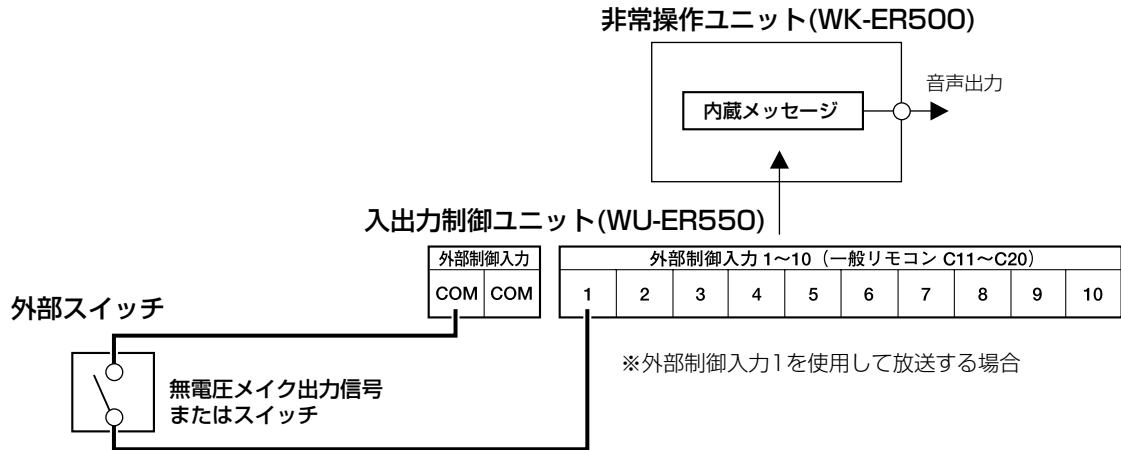 非常操作ユニット(WK-ER500)
音声出力
内蔵メッセージ
入出力制御ユニット(WU-ER550)
外部制御入力
外部制御入力 1～10（一般リモコン C11～C20）
COM COM
1 2 3 4 5 6 7 8 9 10
外部スイッチ
※外部制御入力1を使用して放送する場合
無電圧メイク出力信号
またはスイッチ